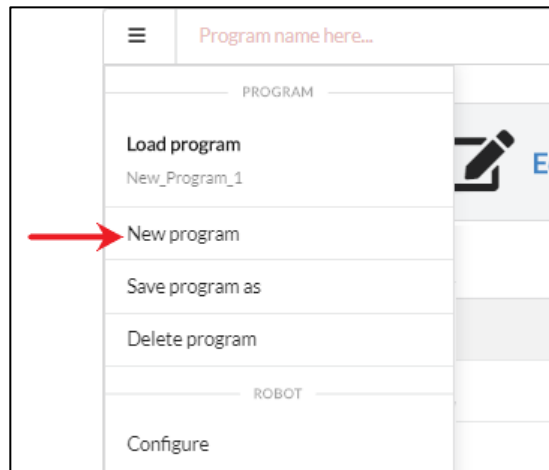 Program name here...
PROGRAM
Load program
New_Program_1
New program
Save program as
Delete program
ROBOT
Configure